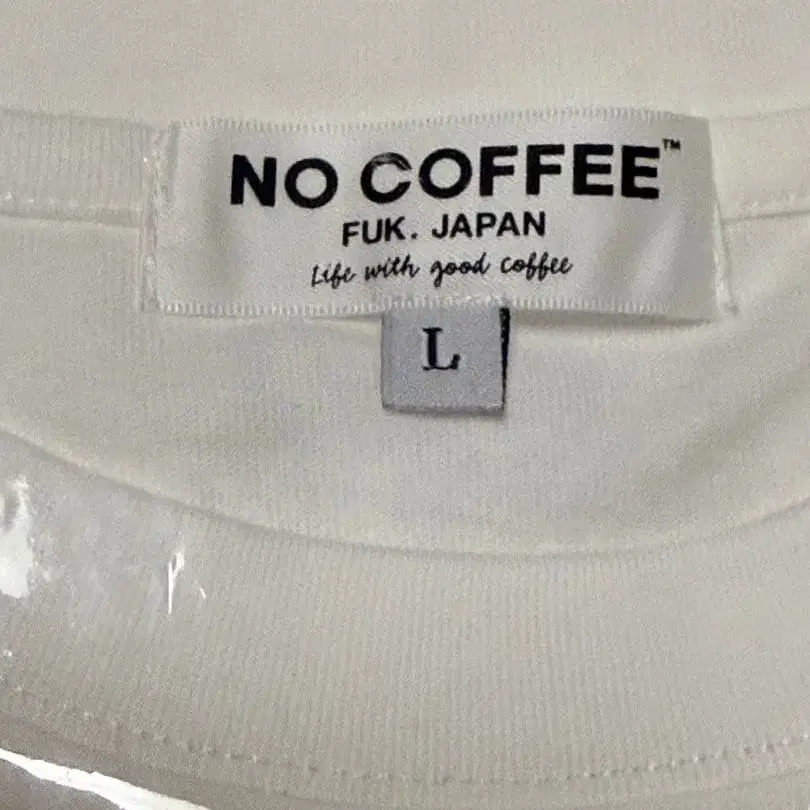 NO COFFEE™
FUK. JAPAN
Life with good coffee
L